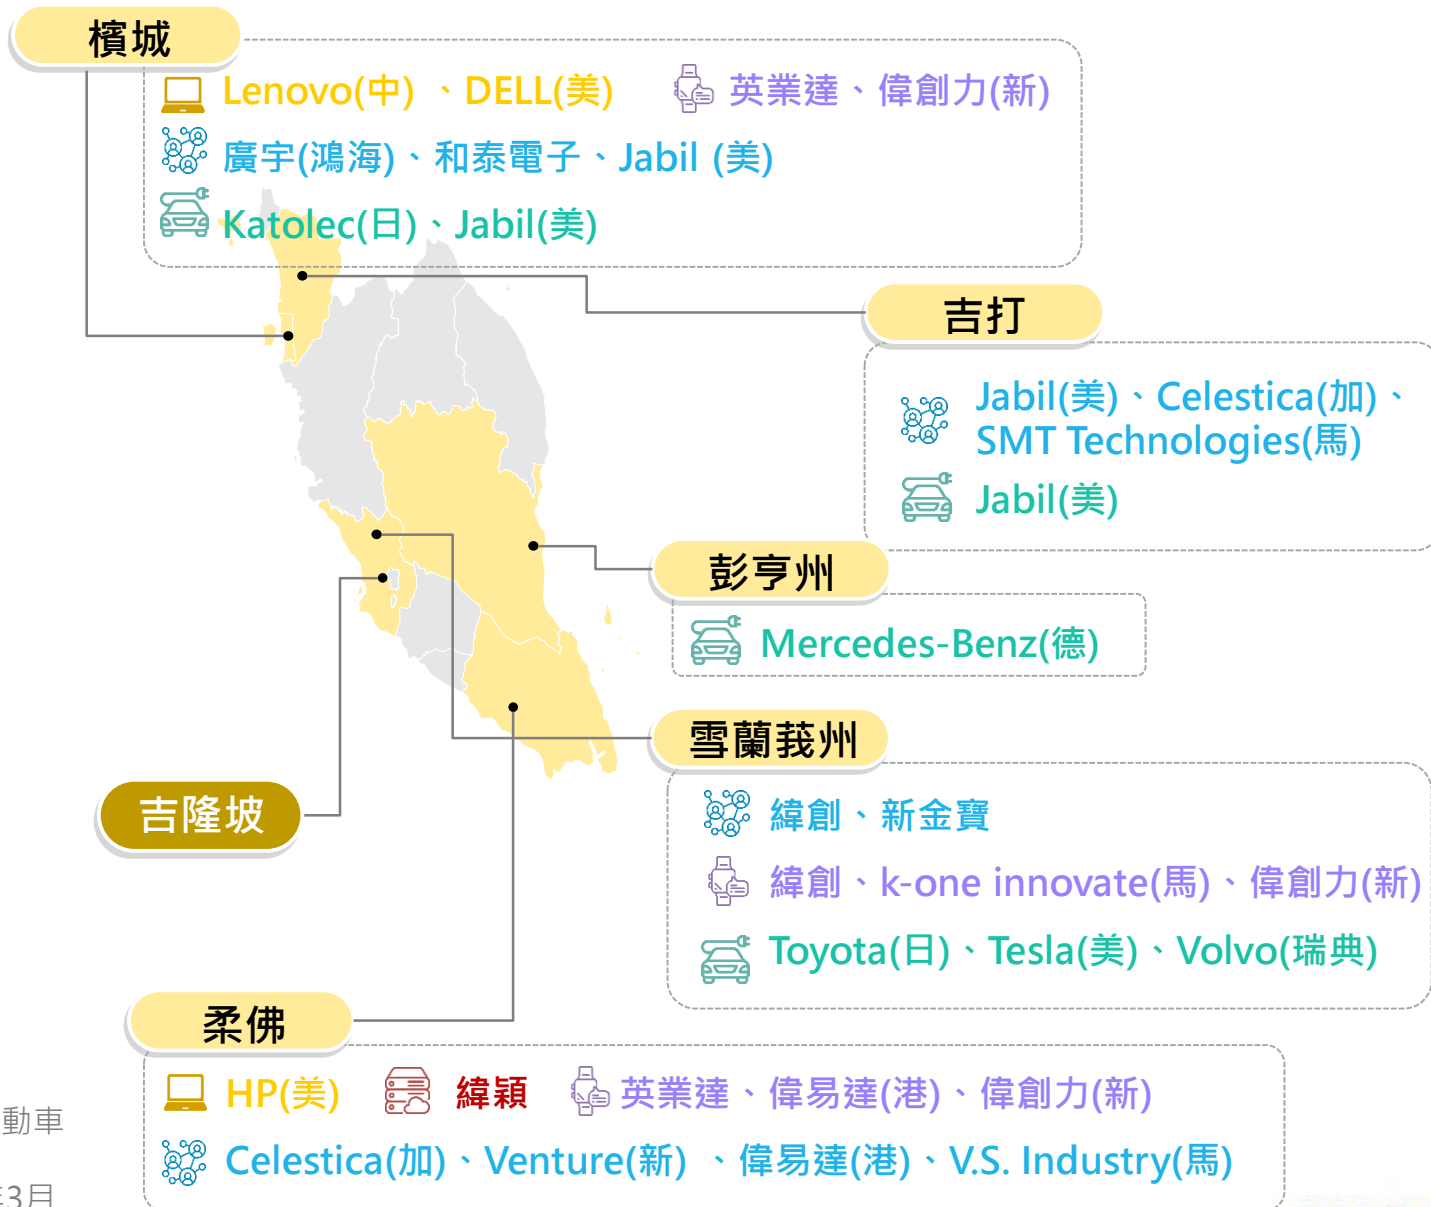 檳城
Lenovo(中)、DELL(美)
英業達、偉創力(新)
廣宇(鴻海)、和泰電子、Jabil (美)
Katolec(日)、Jabil(美)
吉打
Jabil(美)、Celestica(加)、
SMT Technologies(馬)
Jabil(美)
彭亨州
Mercedes-Benz(德)
雪蘭莪州
緯創、新金寶
緯創、k-one innovate(馬)、偉創力(新)
Toyota(日)、Tesla(美)、Volvo(瑞典)
吉隆坡
柔佛
HP(美)
緯穎
英業達、偉易達(港)、偉創力(新)
Celestica(加)、Venture(新)、偉易達(港)、V.S. Industry(馬)
動車
年3月